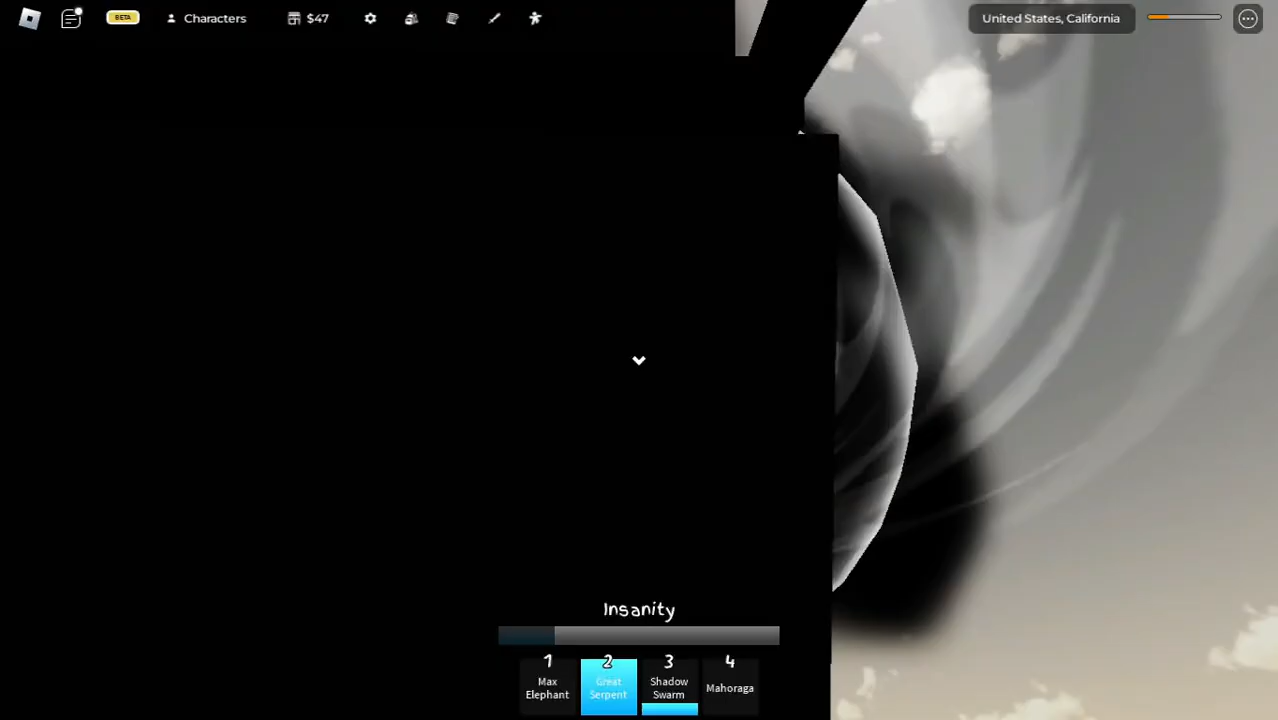 BETA
Characters
$47
United States, California
Insanity
1
Max
Elephant
2
Great
Serpent
3
Shadow
Swarm
4
Mahoraga